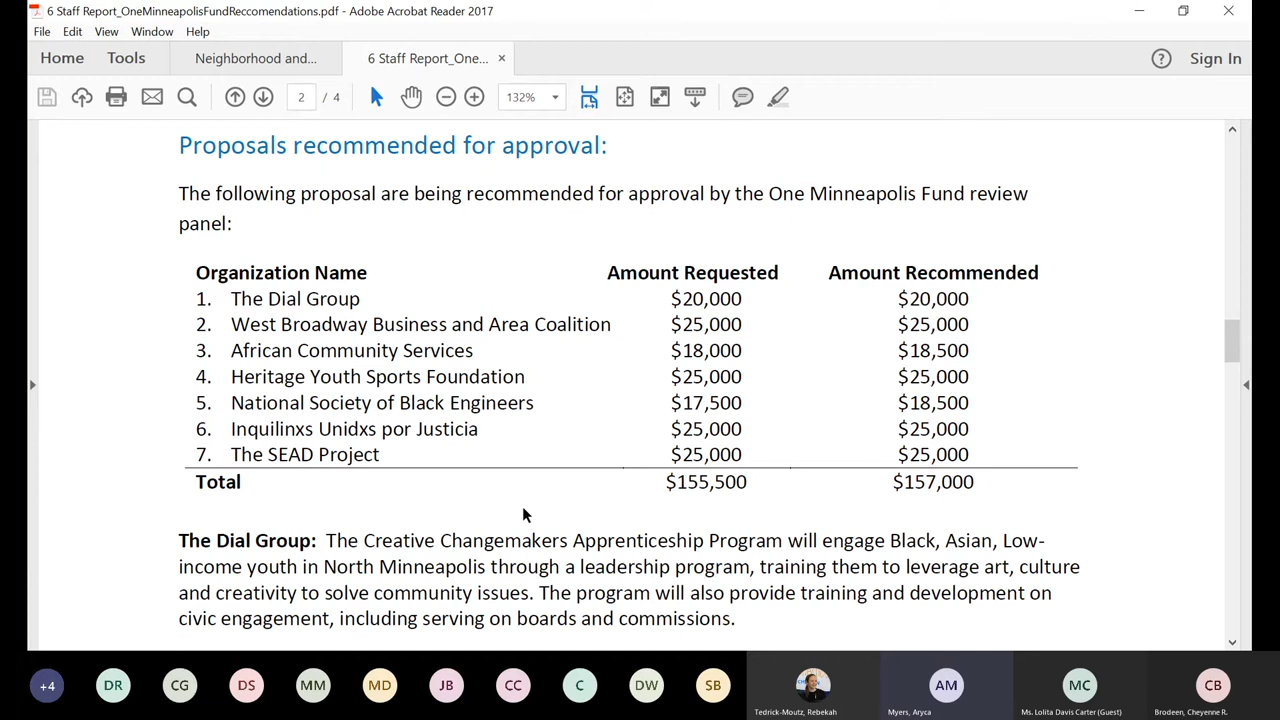 6 Staff Report_OneMinneapolisFundReccomendations.pdf - Adobe Acrobat Reader 2017
File Edit View Window Help
Home Tools Neighborhood and... 6 Staff Report_One... ×
2 / 4 132% Sign In
Proposals recommended for approval:
The following proposal are being recommended for approval by the One Minneapolis Fund review
panel:
Organization Name Amount Requested Amount Recommended
1. The Dial Group $20,000 $20,000
2. West Broadway Business and Area Coalition $25,000 $25,000
3. African Community Services $18,000 $18,500
4. Heritage Youth Sports Foundation $25,000 $25,000
5. National Society of Black Engineers $17,500 $18,500
6. Inquilinxs Unidxs por Justicia $25,000 $25,000
7. The SEAD Project $25,000 $25,000
Total $155,500 $157,000
The Dial Group: The Creative Changemakers Apprenticeship Program will engage Black, Asian, Low-
income youth in North Minneapolis through a leadership program, training them to leverage art, culture
and creativity to solve community issues. The program will also provide training and development on
civic engagement, including serving on boards and commissions.
+4 DR CG DS MM MD JB CC C DW SB AM MC CB
Tedrick-Moutz, Rebekah Myers, Aryca Ms. Lolita Davis Carter (Guest) Brodeen, Cheyenne R.